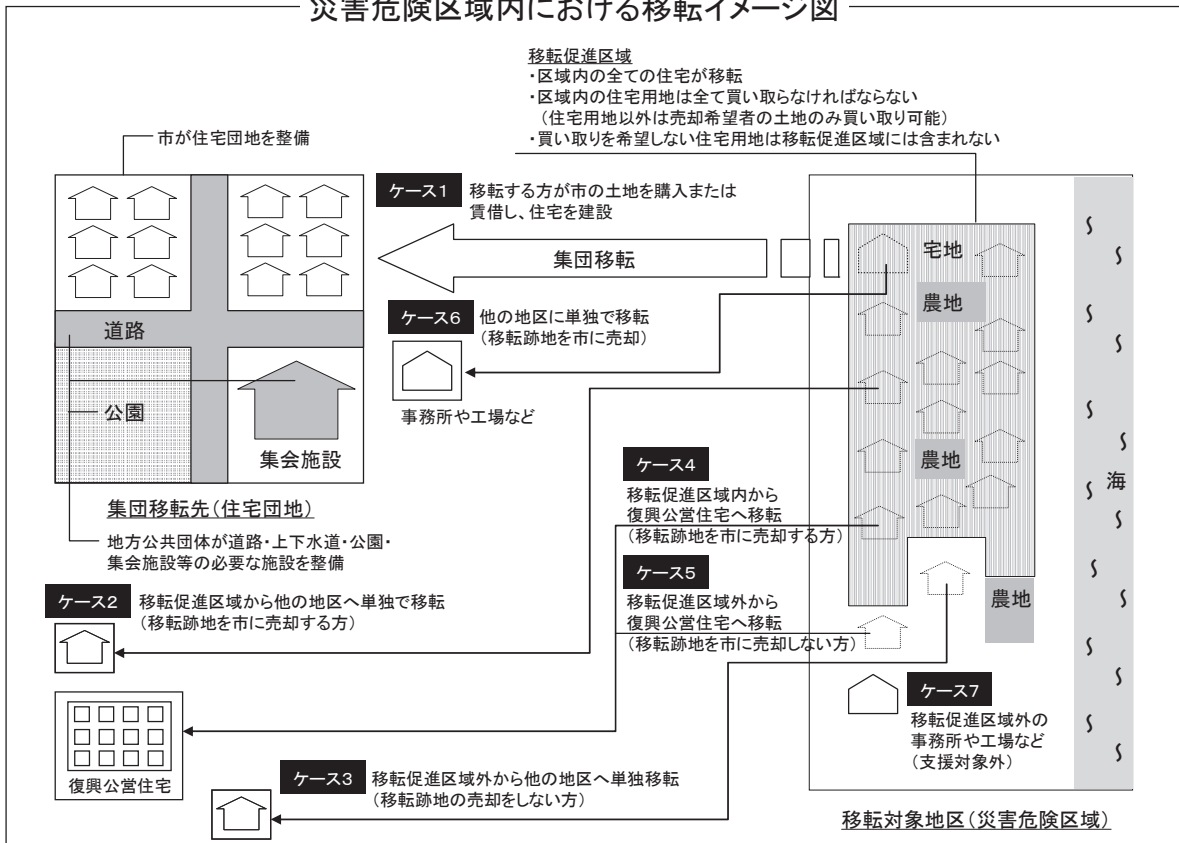 災害危険区域内における移転イメージ図
移転促進区域
・区域内の全ての住宅が移転
・区域内の住宅用地は全て買い取らなければならない
（住宅用地以外は売却希望者の土地のみ買い取り可能）
・買い取りを希望しない住宅用地は移転促進区域には含まれない
市が住宅団地を整備
ケース1 移転する方が市の土地を購入または
賃借し、住宅を建設
集団移転
宅地
農地
道路
ケース6 他の地区に単独で移転
（移転跡地を市に売却）
事務所や工場など
公園
集会施設
農地
海
ケース4
移転促進区域内から
復興公営住宅へ移転
（移転跡地を市に売却する方）
集団移転先（住宅団地）
地方公共団体が道路・上下水道・公園・
集会施設等の必要な施設を整備
ケース5
移転促進区域外から
復興公営住宅へ移転
（移転跡地を市に売却しない方）
農地
ケース2 移転促進区域から他の地区へ単独で移転
（移転跡地を市に売却する方）
ケース7
移転促進区域外の
事務所や工場など
（支援対象外）
復興公営住宅
ケース3 移転促進区域外から他の地区へ単独移転
（移転跡地の売却をしない方）
移転対象地区（災害危険区域）